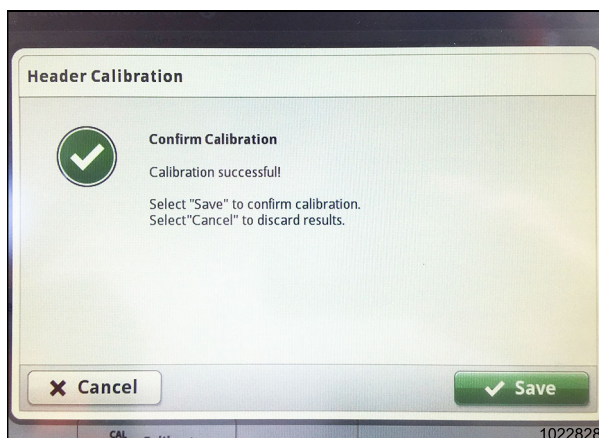 Header Calibration
Confirm Calibration
Calibration successful!
Select "Save" to confirm calibration.
Select"Cancel" to discard results.
Cancel
Save
CAL
1022828